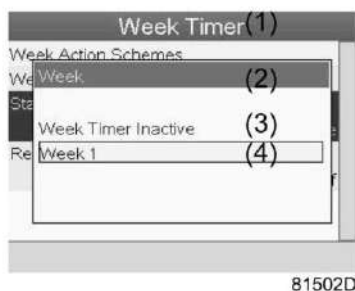 Week Timer (1)
Week Action Schemes
We
Week (2)
Sta
Week Timer Inactive (3)
e
Re
Week 1 (4)
f
81502D